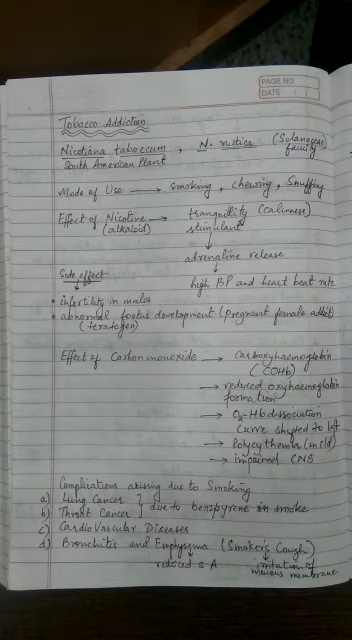 PAGE NO.
DATE: / /
Tobacco Addiction
Nicotiana tabaccum , N. rustica (Solanaceae family)
South American Plant
Mode of Use → smoking, chewing, Snuffing
Effect of Nicotine → tranquillity (calmness)
(alkaloid) stimulant
↓
adrenaline release
↓
Side effect high BP and heart beat rate
• infertility in males
• abnormal foetus development (pregnant female addict)
(teratogen)
Effect of Carbonmonoxide → Carboxyhaemoglobin
(COHb)
→ reduced oxyhaemoglobin
formation
→ O2-Hb dissociation
curve shifted to left
→ Polycythemia (mild)
→ impaired CNS
Complications arising due to Smoking
a) Lung Cancer } due to benzpyrene in smoke
b) Throat Cancer
c) Cardio Vascular Diseases
d) Bronchitis and Emphysma (Smoker's Cough)
reduced S A irritation of
mucous membrane